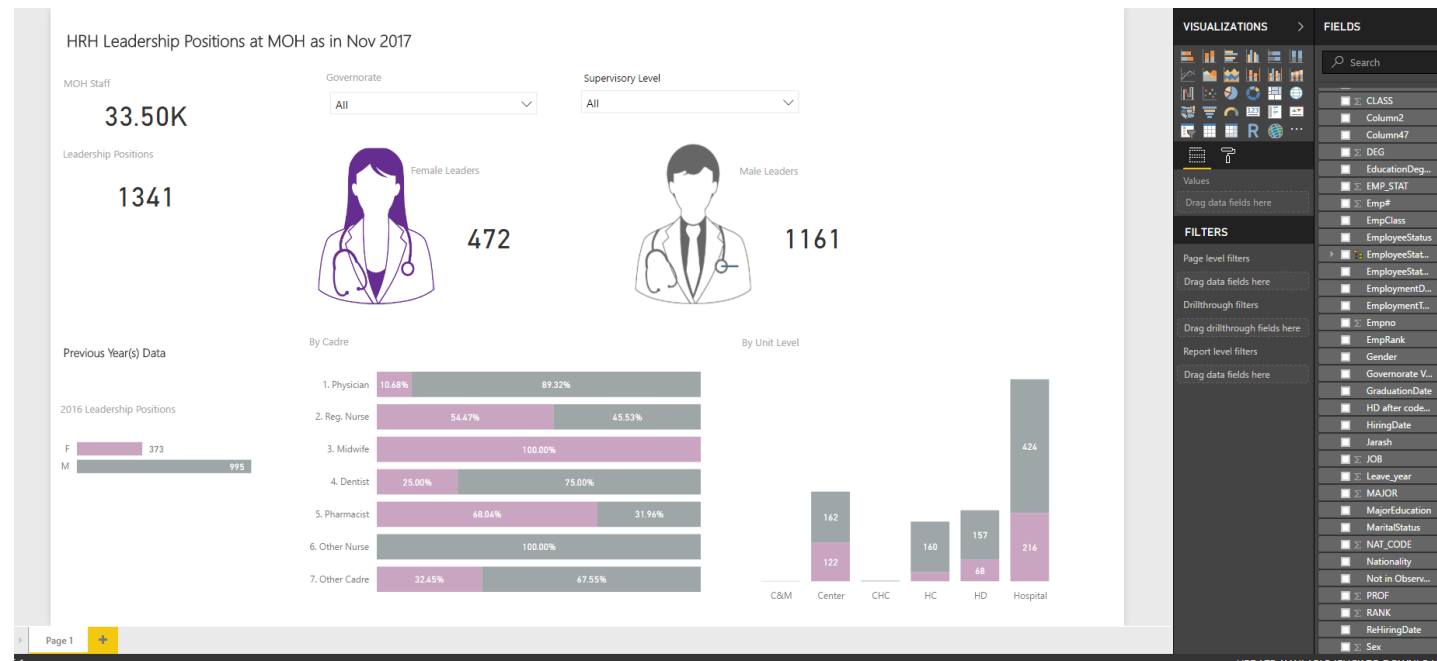 HRH Leadership Positions at MOH as in Nov 2017
MOH Staff
33.50K
Leadership Positions
1341
Governorate
All
Supervisory Level
All
Female Leaders
472
Male Leaders
1161
Previous Year(s) Data
2016 Leadership Positions
F 373
M 995
By Cadre
1. Physician 10.68% 89.32%
2. Reg. Nurse 54.47% 45.53%
3. Midwife 100.00%
4. Dentist 25.00% 75.00%
5. Pharmacist 68.04% 31.96%
6. Other Nurse 100.00%
7. Other Cadre 32.45% 67.55%
By Unit Level
424
162 160 157 216
122 68
C&M Center CHC HC HD Hospital
Page 1 +
VISUALIZATIONS >
123
R
Values
Drag data fields here
FILTERS
Page level filters
Drag data fields here
Drillthrough filters
Drag drillthrough fields here
Report level filters
Drag data fields here
FIELDS
Search
Σ CLASS
Column2
Column47
Σ DEG
EducationDeg...
Σ EMP_STAT
Σ Emp#
EmpClass
EmployeeStatus
EmployeeStat...
EmployeeStat...
EmploymentD...
EmploymentT...
Σ Empno
EmpRank
Gender
Governorate V...
GraduationDate
HD after code...
HiringDate
Jarash
Σ JOB
Σ Leave_year
Σ MAJOR
MajorEducation
MaritalStatus
Σ NAT_CODE
Nationality
Not in Observ...
Σ PROF
Σ RANK
ReHiringDate
Σ Sex